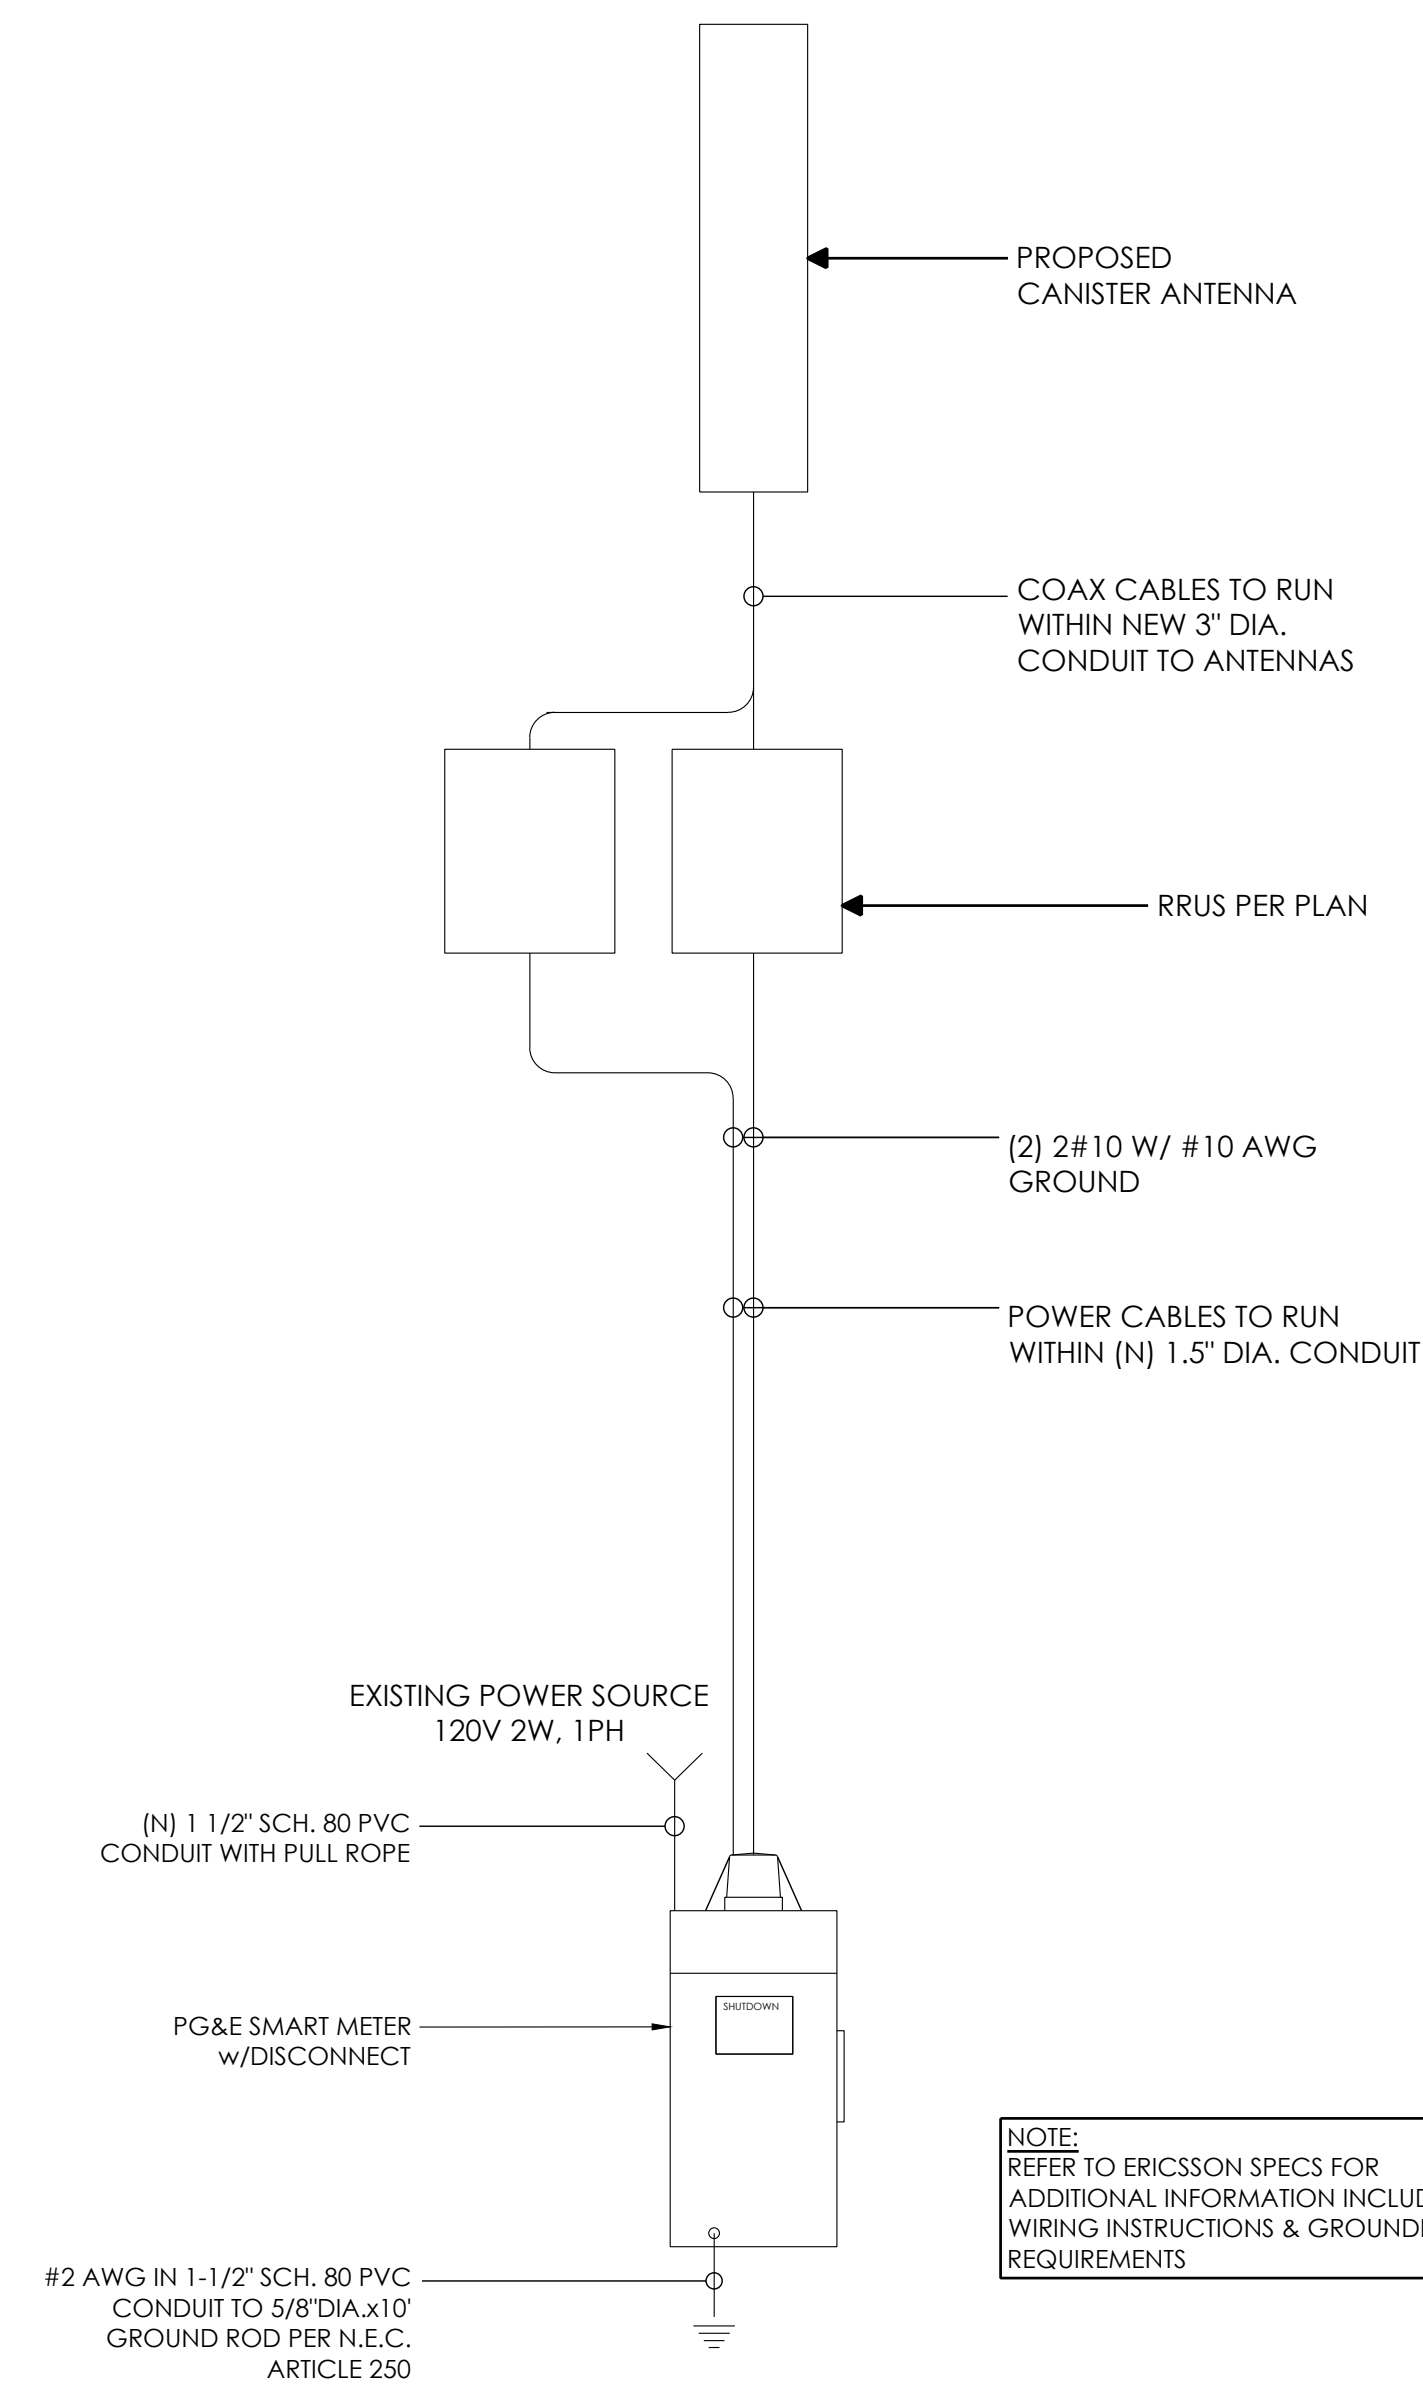 PROPOSED
CANISTER ANTENNA
COAX CABLES TO RUN
WITHIN NEW 3" DIA.
CONDUIT TO ANTENNAS
RRUS PER PLAN
(2) 2#10 W/ #10 AWG
GROUND
POWER CABLES TO RUN
WITHIN (N) 1.5" DIA. CONDUIT
EXISTING POWER SOURCE
120V 2W, 1PH
(N) 1 1/2" SCH. 80 PVC
CONDUIT WITH PULL ROPE
SHUTDOWN
PG&E SMART METER
w/DISCONNECT
NOTE:
REFER TO ERICSSON SPECS FOR
ADDITIONAL INFORMATION
WIRING INSTRUCTIONS &
REQUIREMENTS
#2 AWG IN 1-1/2" SCH. 80 PVC
CONDUIT TO 5/8"DIA.x10'
GROUND ROD PER N.E.C.
ARTICLE 250